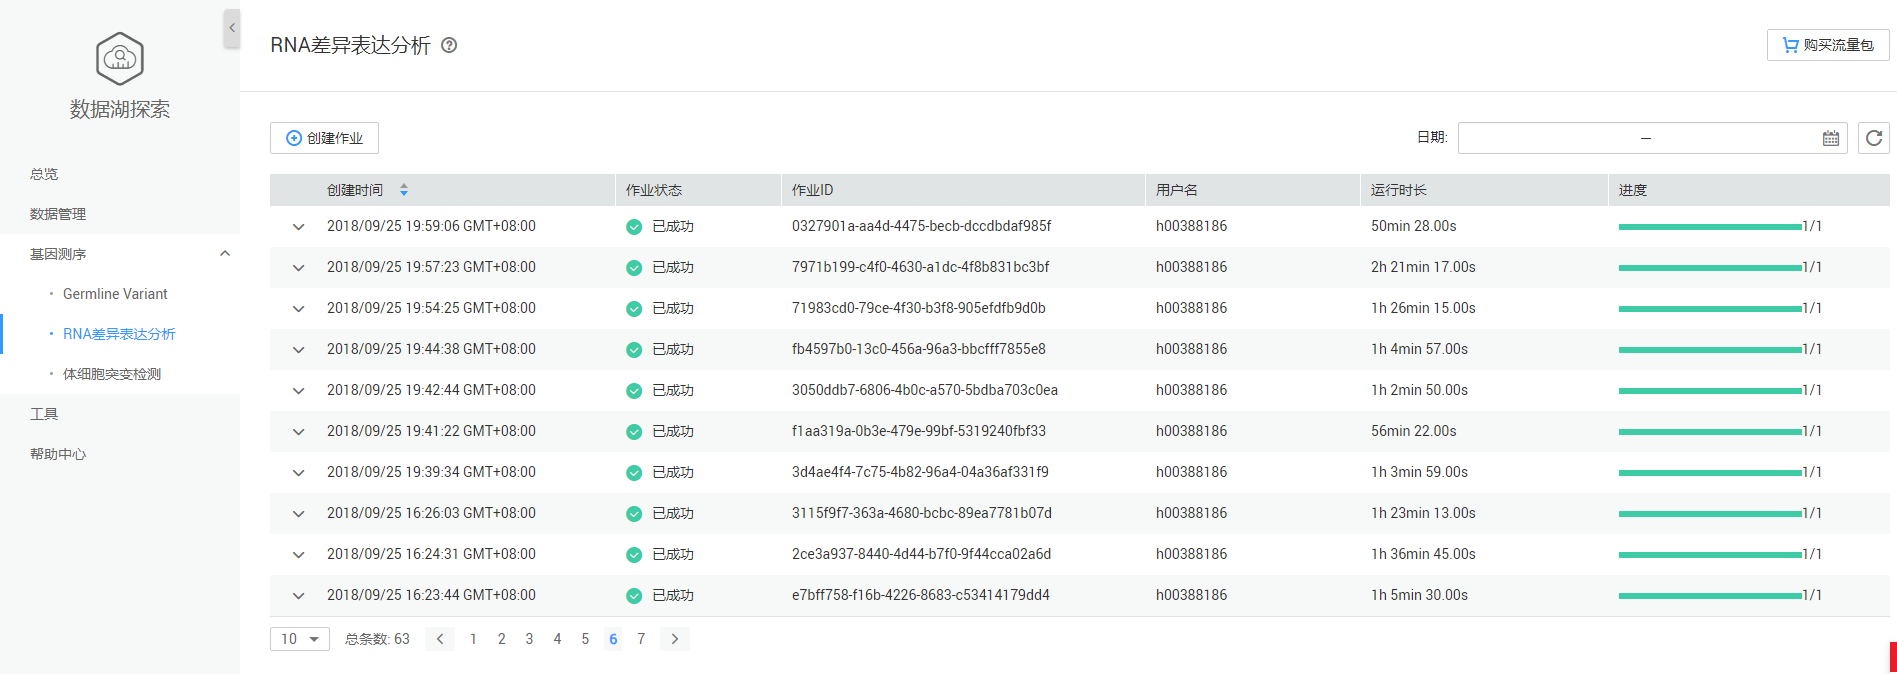 数据湖探索
总览
数据管理
基因测序
Germline Variant
RNA差异表达分析
体细胞突变检测
工具
帮助中心
RNA差异表达分析
购买流量包
创建作业
日期: –
创建时间 作业状态 作业ID 用户名 运行时长 进度
2018/09/25 19:59:06 GMT+08:00 已成功 0327901a-aa4d-4475-becb-dccdbdaf985f h00388186 50min 28.00s 1/1
2018/09/25 19:57:23 GMT+08:00 已成功 7971b199-c4f0-4630-a1dc-4f8b831bc3bf h00388186 2h 21min 17.00s 1/1
2018/09/25 19:54:25 GMT+08:00 已成功 71983cd0-79ce-4f30-b3f8-905efdfb9d0b h00388186 1h 26min 15.00s 1/1
2018/09/25 19:44:38 GMT+08:00 已成功 fb4597b0-13c0-456a-96a3-bbcfff7855e8 h00388186 1h 4min 57.00s 1/1
2018/09/25 19:42:44 GMT+08:00 已成功 3050ddb7-6806-4b0c-a570-5bdba703c0ea h00388186 1h 2min 50.00s 1/1
2018/09/25 19:41:22 GMT+08:00 已成功 f1aa319a-0b3e-479e-99bf-5319240fbf33 h00388186 56min 22.00s 1/1
2018/09/25 19:39:34 GMT+08:00 已成功 3d4ae4f4-7c75-4b82-96a4-04a36af331f9 h00388186 1h 3min 59.00s 1/1
2018/09/25 16:26:03 GMT+08:00 已成功 3115f9f7-363a-4680-bcbc-89ea7781b07d h00388186 1h 23min 13.00s 1/1
2018/09/25 16:24:31 GMT+08:00 已成功 2ce3a937-8440-4d44-b7f0-9f44cca02a6d h00388186 1h 36min 45.00s 1/1
2018/09/25 16:23:44 GMT+08:00 已成功 e7bff758-f16b-4226-8683-c53414179dd4 h00388186 1h 5min 30.00s 1/1
10 总条数: 63 1 2 3 4 5 6 7